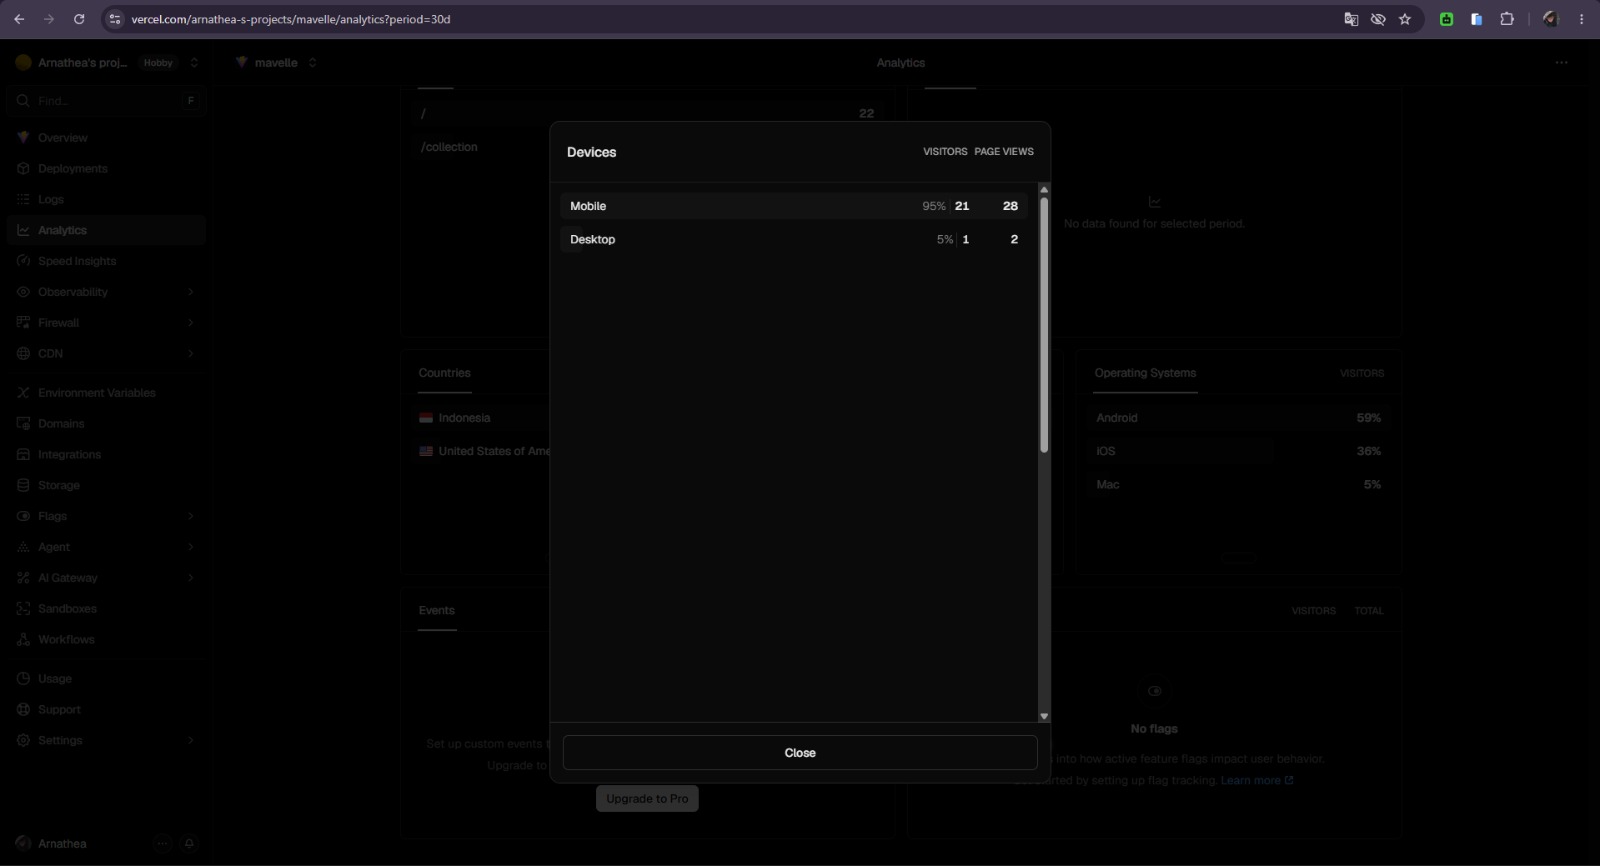 vercel.com/arnathea-s-projects/mavelle/analytics?period=30d
Arnathea's proj... Hobby
mavelle
Analytics
Find... F
Overview
Deployments
Logs
Analytics
Speed Insights
Observability
Firewall
CDN
Environment Variables
Domains
Integrations
Storage
Flags
Agent
AI Gateway
Sandboxes
Workflows
Usage
Support
Settings
Arnathea
/ 22
/collection
No data found for selected period.
Devices VISITORS PAGE VIEWS
Mobile 95% 21 28
Desktop 5% 1 2
Close
Countries
Indonesia
United States of Ame
Operating Systems VISITORS
Android 59%
iOS 36%
Mac 5%
Events
Set up custom events t
Upgrade to
Upgrade to Pro
VISITORS TOTAL
No flags
into how active feature flags impact user behavior.
arted by setting up flag tracking. Learn more